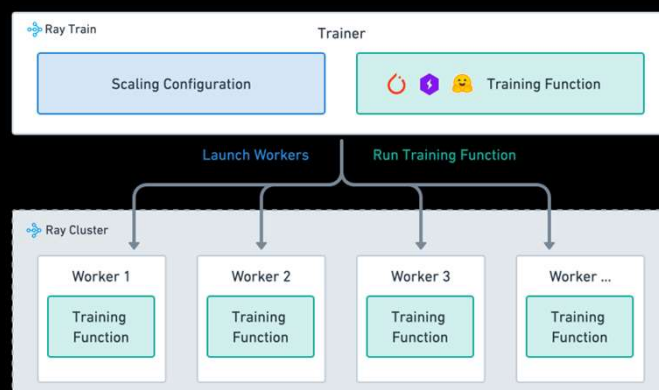 Ray Train
Trainer
Scaling Configuration
Training Function
Launch Workers
Run Training Function
Ray Cluster
Worker 1
Worker 2
Worker 3
Worker ...
Training
Function
Training
Function
Training
Function
Training
Function